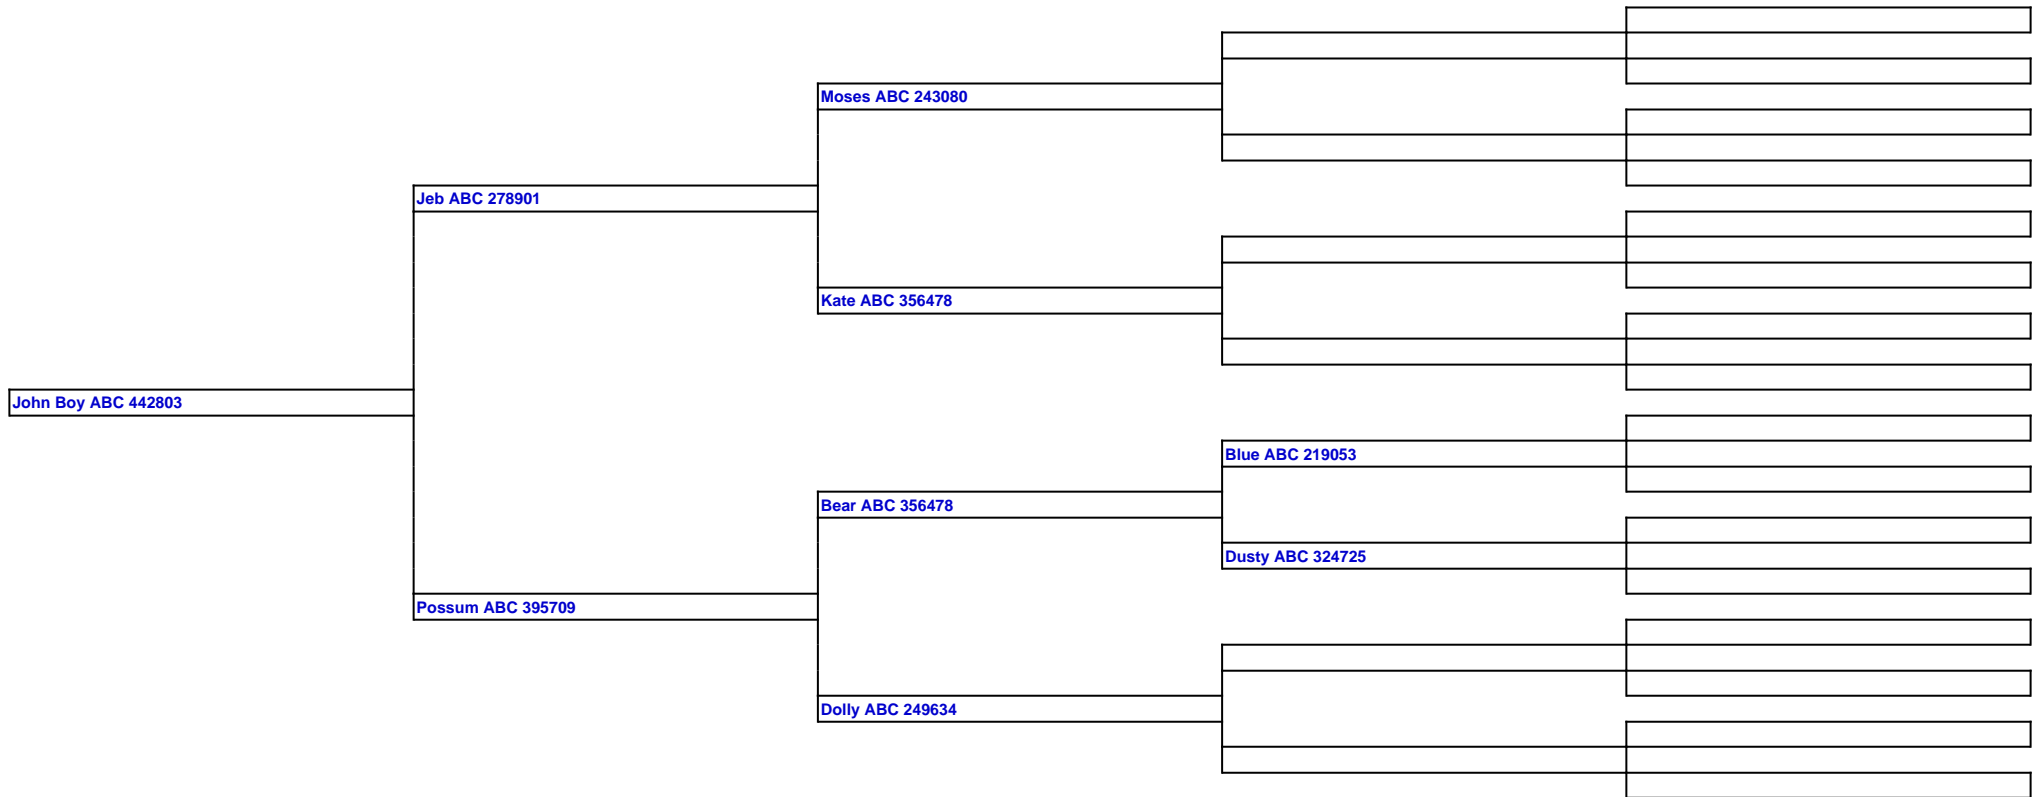 Moses ABC 243080
Jeb ABC 278901
Kate ABC 356478
John Boy ABC 442803
Blue ABC 219053
Bear ABC 356478
Dusty ABC 324725
Possum ABC 395709
Dolly ABC 249634